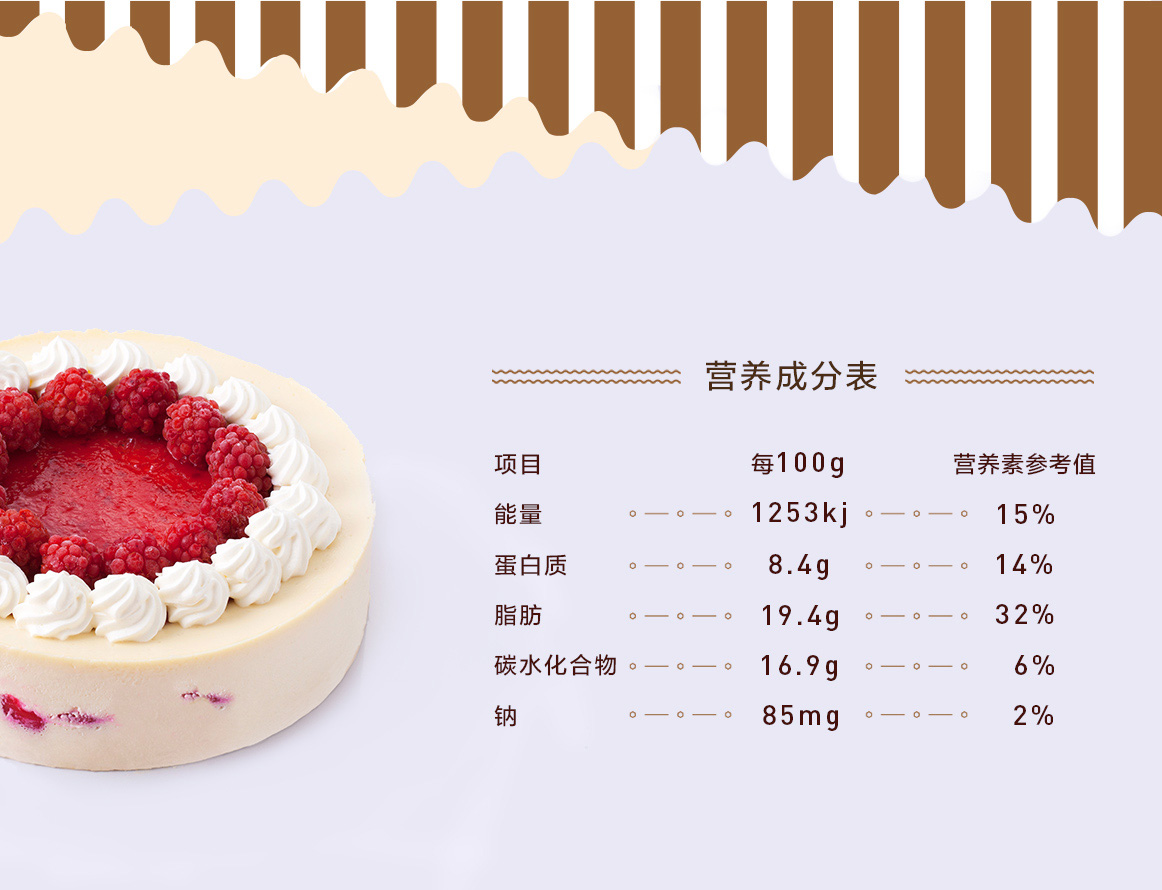 营养成分表
项目 每100g 营养素参考值
能量 1253kj 15%
蛋白质 8.4g 14%
脂肪 19.4g 32%
碳水化合物 16.9g 6%
钠 85mg 2%